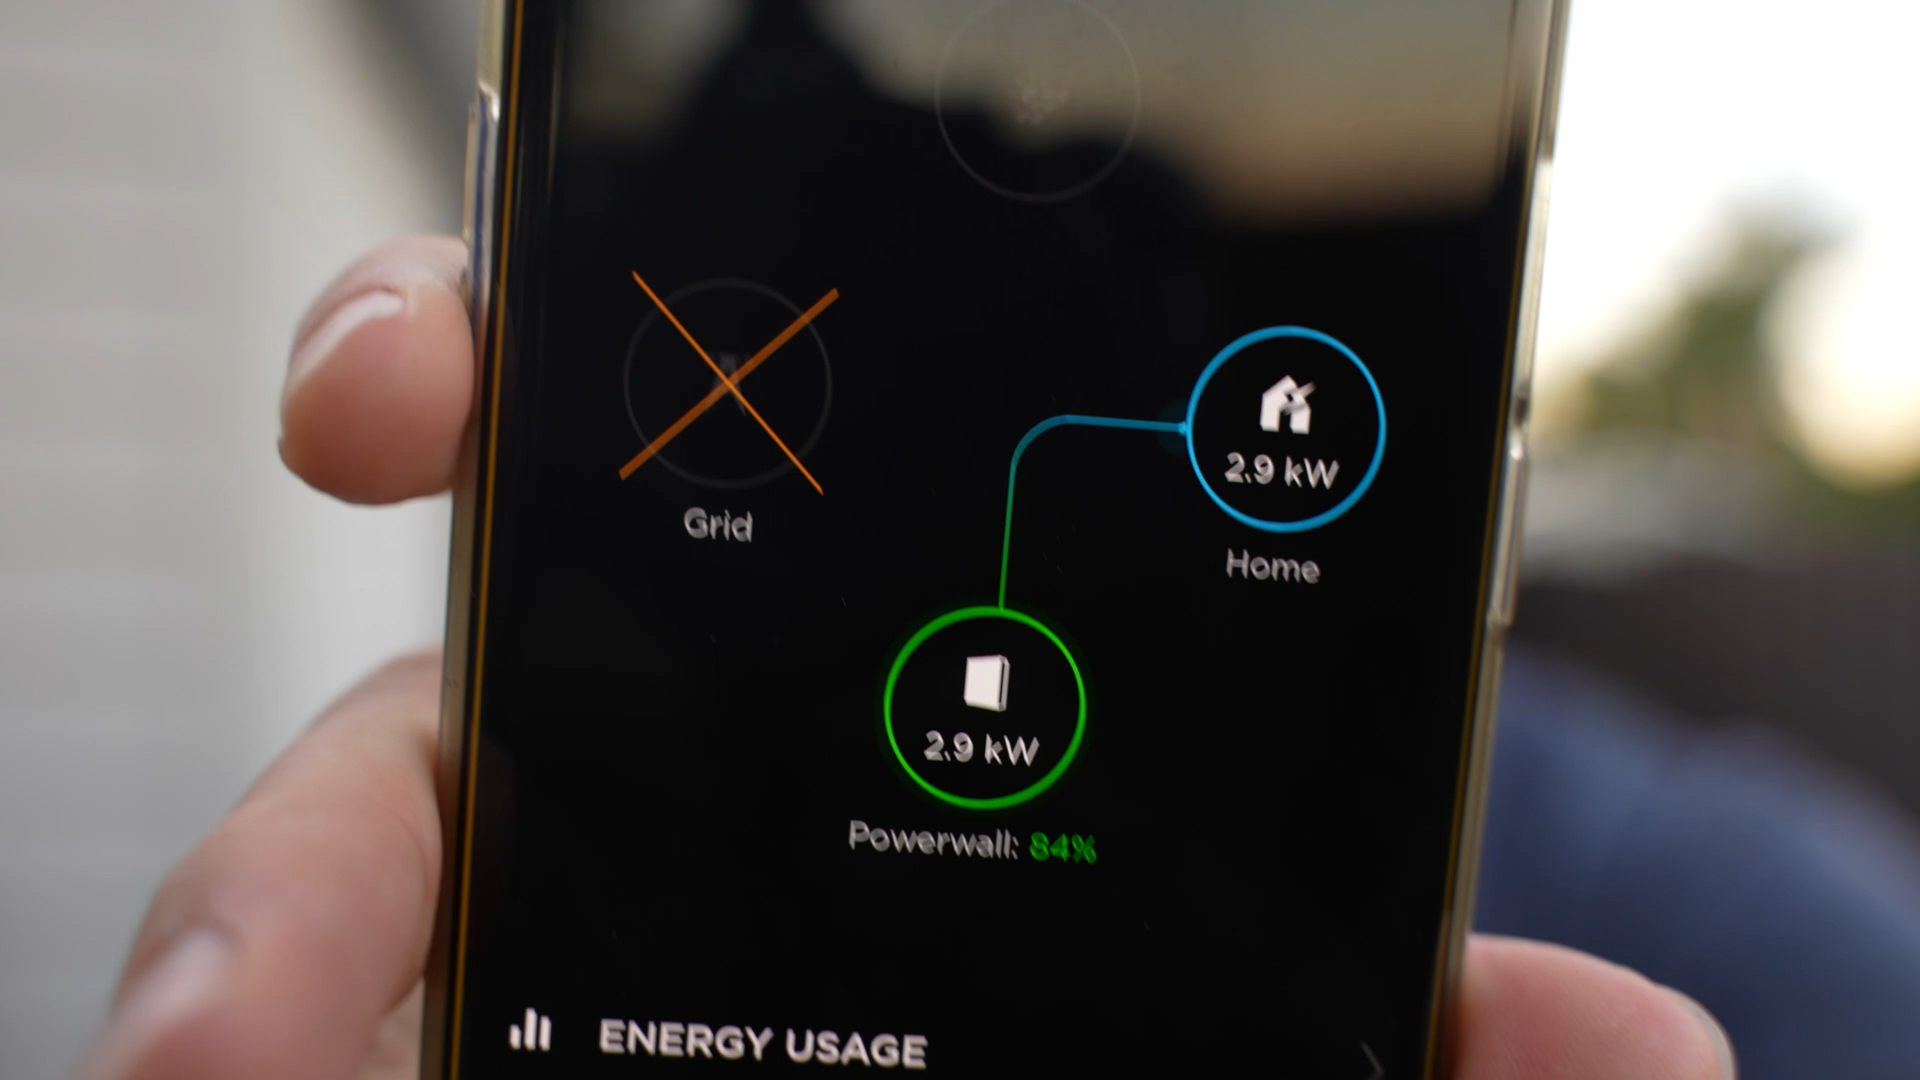 Grid
2.9 kW
Home
2.9 kW
Powerwall: 84%
ENERGY USAGE